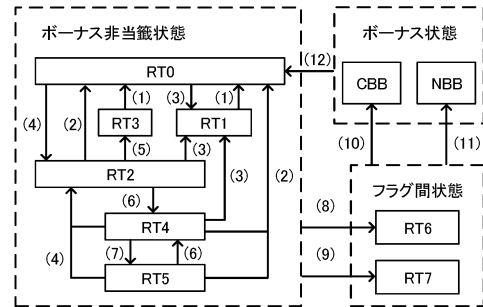 ボーナス非当籤状態
ボーナス状態
RT0
(12)
CBB
NBB
(1)
(3)
(1)
(4)
(2)
RT3
RT1
(5)
(3)
(10)
(11)
RT2
(3)
(2)
(6)
フラグ間状態
RT4
(8)
RT6
(4)
(7)
(6)
(9)
RT5
RT7